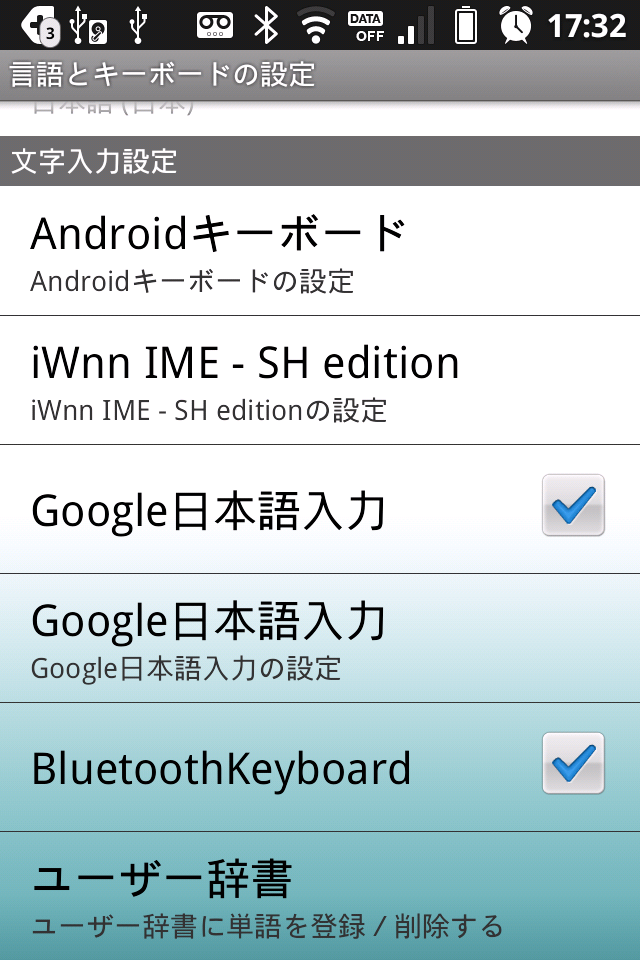 3
DATA
OFF
17:32
言語とキーボードの設定
日本語 (日本)
文字入力設定
Androidキーボード
Androidキーボードの設定
iWnn IME - SH edition
iWnn IME - SH editionの設定
Google日本語入力
Google日本語入力
Google日本語入力の設定
BluetoothKeyboard
ユーザー辞書
ユーザー辞書に単語を登録 / 削除する